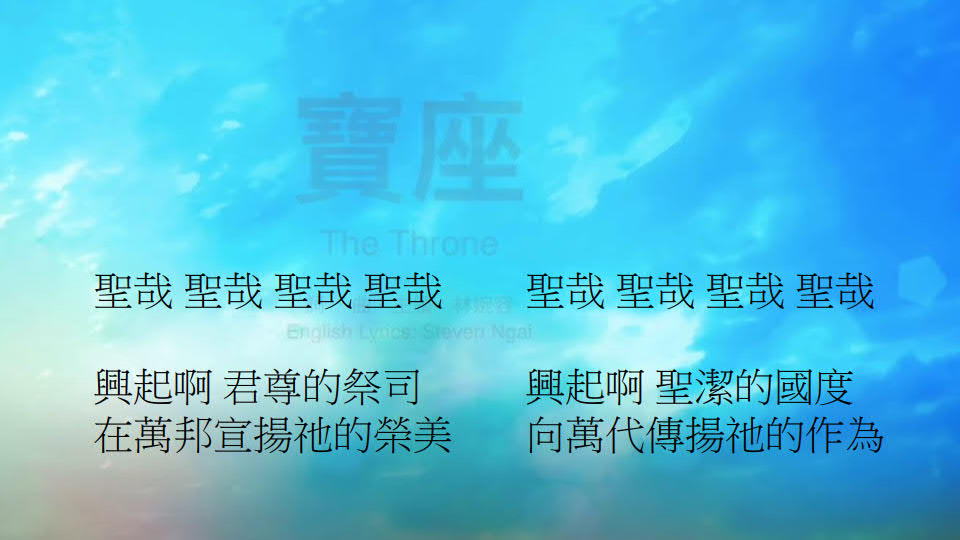 寶座
The Throne
聖哉 聖哉 聖哉 聖哉
聖哉 聖哉 聖哉 聖哉
林婉容
English Lyrics: Steven Ngai
興起啊 君尊的祭司
在萬邦宣揚祂的榮美
興起啊 聖潔的國度
向萬代傳揚祂的作為